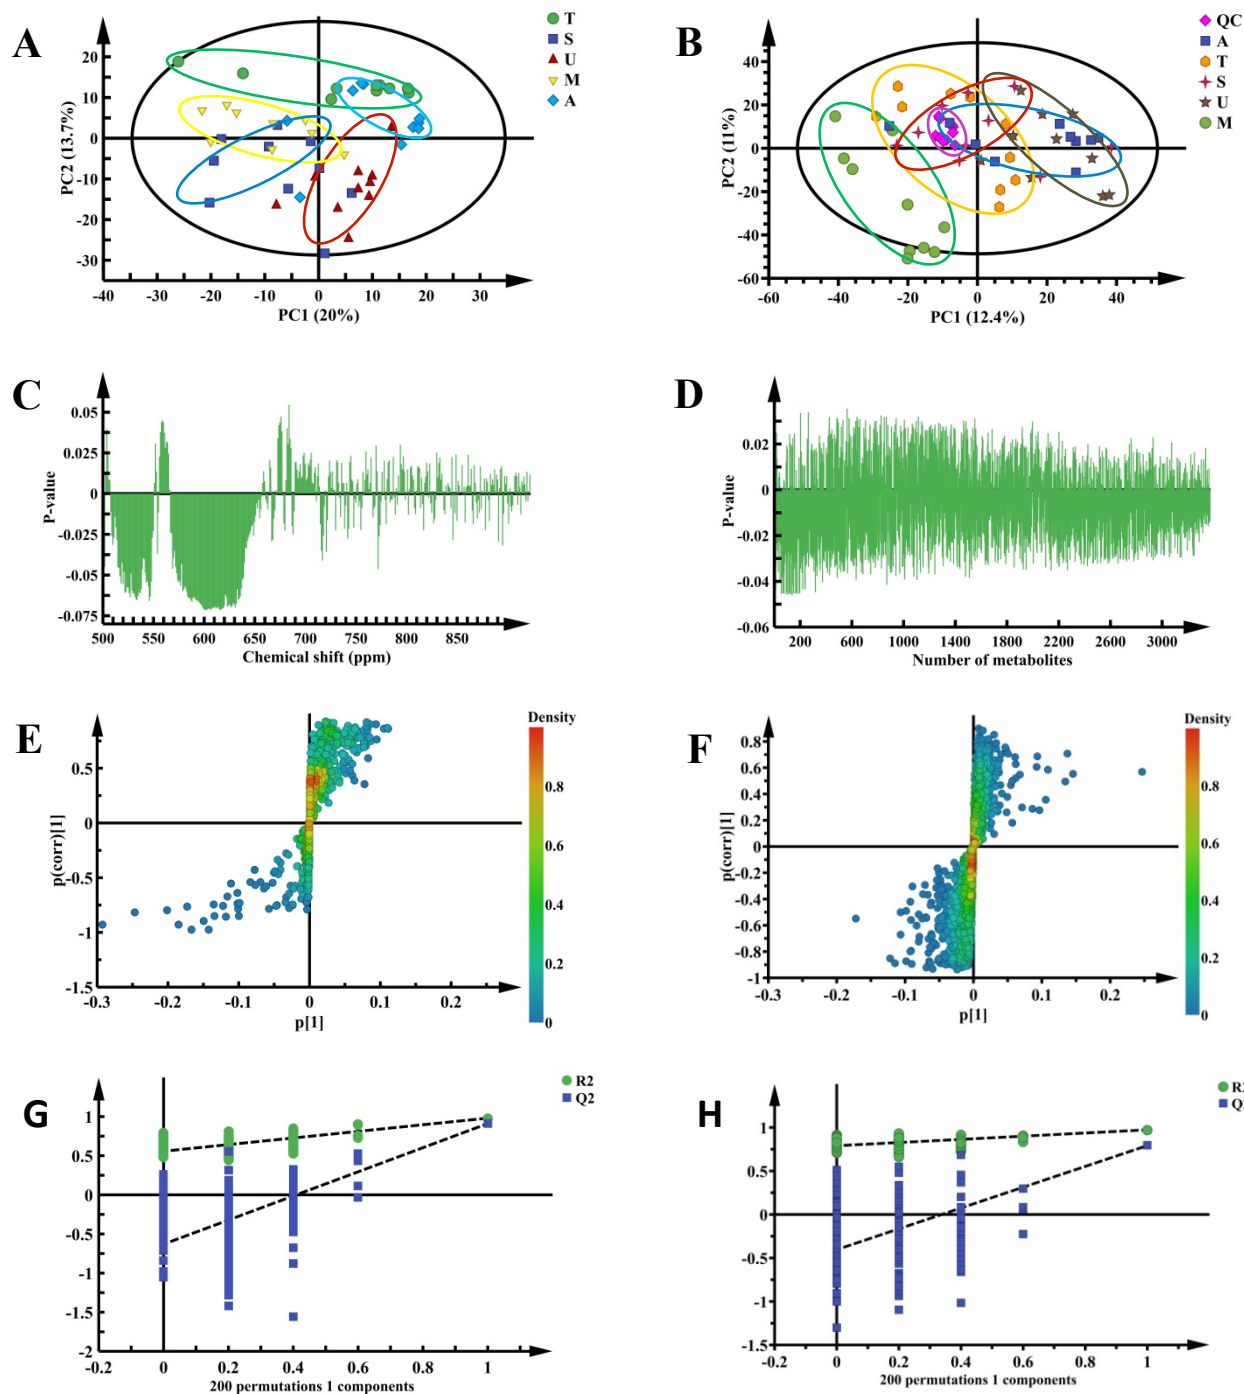 A
T
S
U
M
A
20
10
0
-10
-20
-30
PC2 (13.7%)
-40 -20 -10 0 10 20 30
PC1 (20%)
B
QC
A
T
S
U
M
40
20
0
-20
-40
-60
PC2 (11%)
-60 -40 -20 0 20 40
PC1 (12.4%)
C
0.05
0.025
0
-0.025
-0.05
-0.075
P-value
500 550 600 650 700 750 800 850
Chemical shift (ppm)
D
0.02
0
-0.02
-0.04
-0.06
P-value
200 600 1000 1400 1800 2200 2600 3000
Number of metabolites
E
0.5
0
-0.5
-1
-1.5
p(corr)[1]
-0.3 -0.2 -0.1 0 0.1 0.2
p[1]
Density
0.8
0.6
0.4
0.2
0
F
0.8
0.6
0.4
0.2
0
-0.2
-0.4
-0.6
-0.8
-1
p(corr)[1]
-0.3 -0.2 -0.1 0 0.1 0.2
p[1]
Density
0.8
0.6
0.4
0.2
0
G
R2
Q2
1
0.5
0
-0.5
-1
-1.5
-2
-0.2 0 0.2 0.4 0.6 0.8 1
200 permutations 1 components
H
R2
Q
1
0.5
0
-0.5
-1
-1.5
-0.2 0 0.2 0.4 0.6 0.8 1
200 permutations 1 components